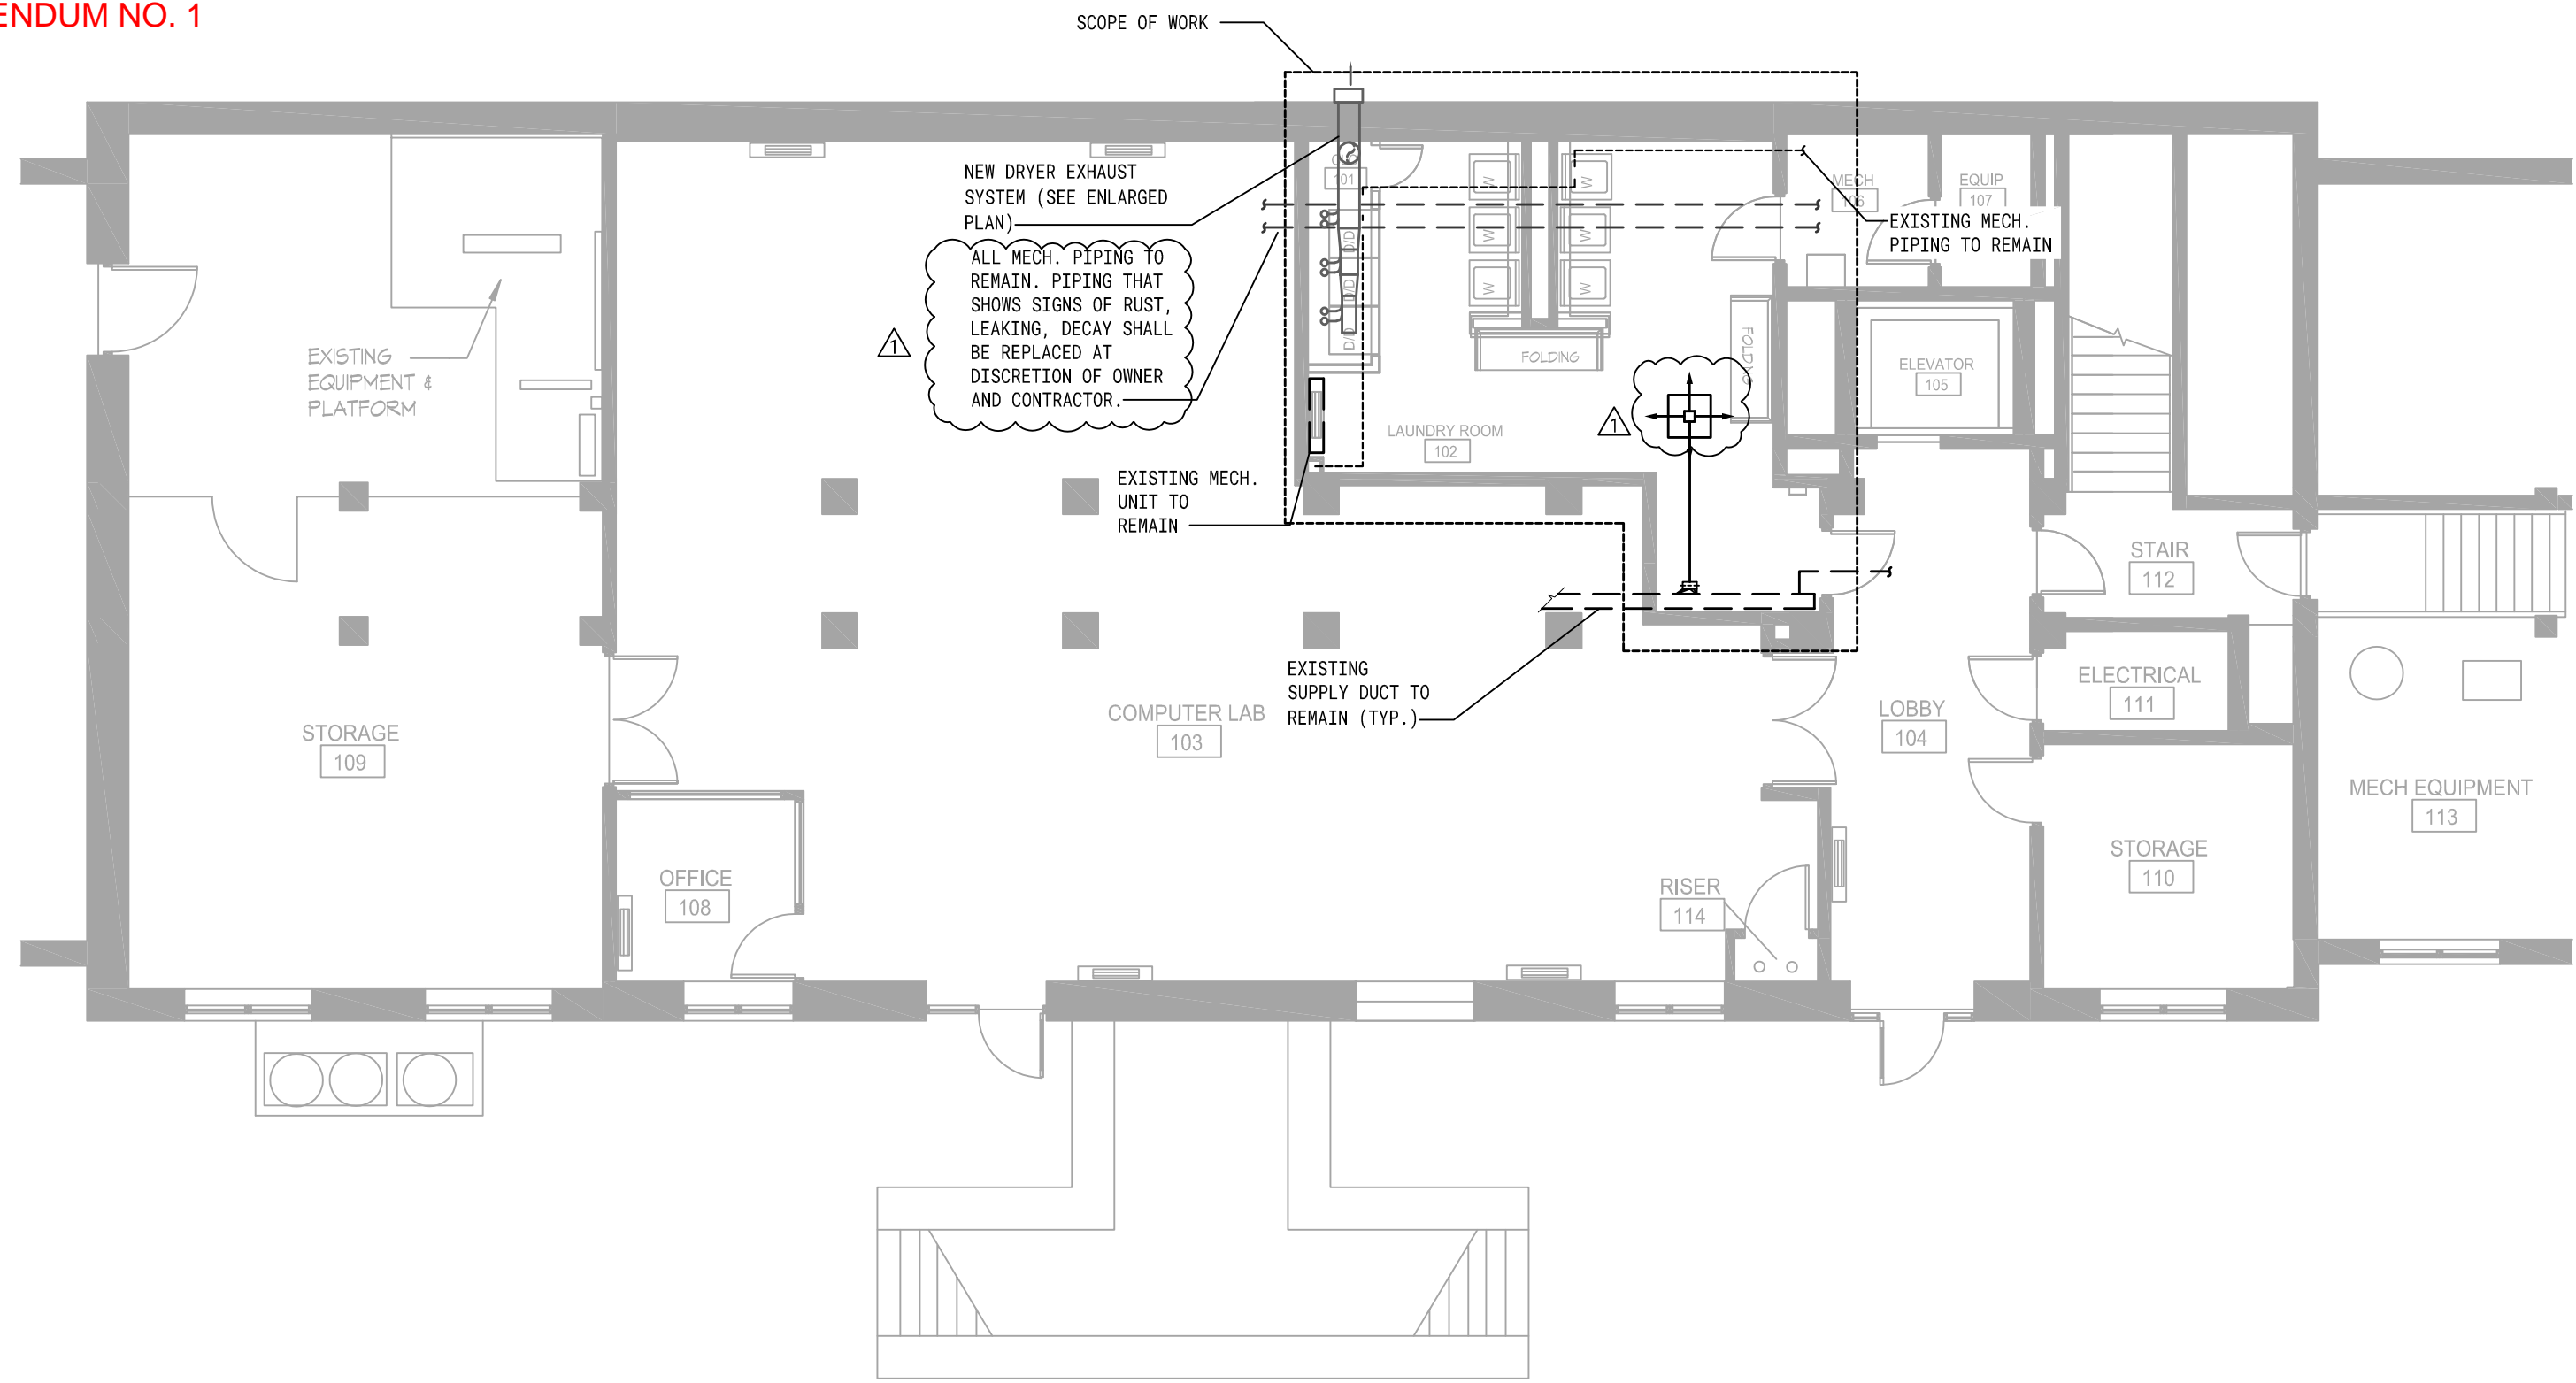 ENDUM NO. 1
SCOPE OF WORK
NEW DRYER EXHAUST
SYSTEM (SEE ENLARGED
PLAN)
ALL MECH. PIPING TO
REMAIN. PIPING THAT
SHOWS SIGNS OF RUST,
LEAKING, DECAY SHALL
BE REPLACED AT
DISCRETION OF OWNER
AND CONTRACTOR.
1
EXISTING MECH.
UNIT TO
REMAIN
EXISTING
SUPPLY DUCT TO
REMAIN (TYP.)
EXISTING MECH.
PIPING TO REMAIN
1
EXISTING
EQUIPMENT &
PLATFORM
101
W
W
W
W
W
W
D/D
D/D
D/D
FOLDING
FOLDING
LAUNDRY ROOM
102
MECH
106
EQUIP
107
ELEVATOR
105
STAIR
112
ELECTRICAL
111
LOBBY
104
COMPUTER LAB
103
STORAGE
109
OFFICE
108
RISER
114
STORAGE
110
MECH EQUIPMENT
113